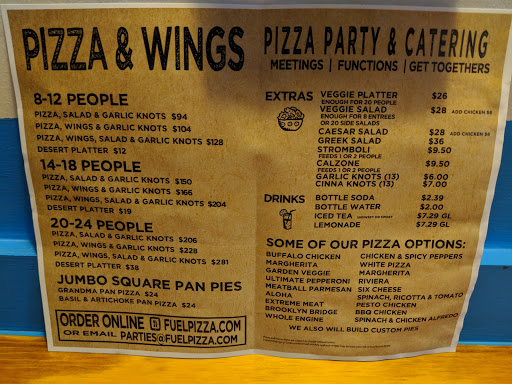 PIZZA & WINGS
8-12 PEOPLE
PIZZA, SALAD & GARLIC KNOTS $94
PIZZA, WINGS & GARLIC KNOTS $104
PIZZA, WINGS, SALAD & GARLIC KNOTS $128
DESERT PLATTER $12
14-18 PEOPLE
PIZZA, SALAD & GARLIC KNOTS $150
PIZZA, WINGS & GARLIC KNOTS $166
PIZZA, WINGS, SALAD & GARLIC KNOTS $204
DESERT PLATTER $19
20-24 PEOPLE
PIZZA, SALAD & GARLIC KNOTS $206
PIZZA, WINGS & GARLIC KNOTS $228
PIZZA, WINGS, SALAD & GARLIC KNOTS $281
DESERT PLATTER $38
JUMBO SQUARE PAN PIES
GRANDMA PAN PIZZA $24
BASIL & ARTICHOKE PAN PIZZA $24
ORDER ONLINE FUELPIZZA.COM
OR EMAIL PARTIES@FUELPIZZA.COM
PIZZA PARTY & CATERING
MEETINGS | FUNCTIONS | GET TOGETHERS
EXTRAS
VEGGIE PLATTER $26
ENOUGH FOR 20 PEOPLE
VEGGIE SALAD $28 ADD CHICKEN $6
ENOUGH FOR 8 ENTREES
OR 20 SIDE SALADS
CAESAR SALAD $28 ADD CHICKEN $6
GREEK SALAD $36
STROMBOLI $9.50
FEEDS 1 OR 2 PEOPLE
CALZONE $9.50
FEEDS 1 OR 2 PEOPLE
GARLIC KNOTS (13) $6.00
CINNA KNOTS (13) $7.00
DRINKS
BOTTLE SODA $2.39
BOTTLE WATER $2.00
ICED TEA UNSWEET OR SWEET $7.29 GL
LEMONADE $7.29 GL
SOME OF OUR PIZZA OPTIONS:
BUFFALO CHICKEN
MARGHERITA
GARDEN VEGGIE
ULTIMATE PEPPERONI
MEATBALL PARMESAN
ALOHA
EXTREME MEAT
BROOKLYN BRIDGE
WHOLE ENGINE
CHICKEN & SPICY PEPPERS
WHITE PIZZA
MARGHERITA
RIVIERA
SIX CHEESE
SPINACH, RICOTTA & TOMATO
PESTO CHICKEN
BBQ CHICKEN
SPINACH & CHICKEN ALFREDO
WE ALSO WILL BUILD CUSTOM PIES